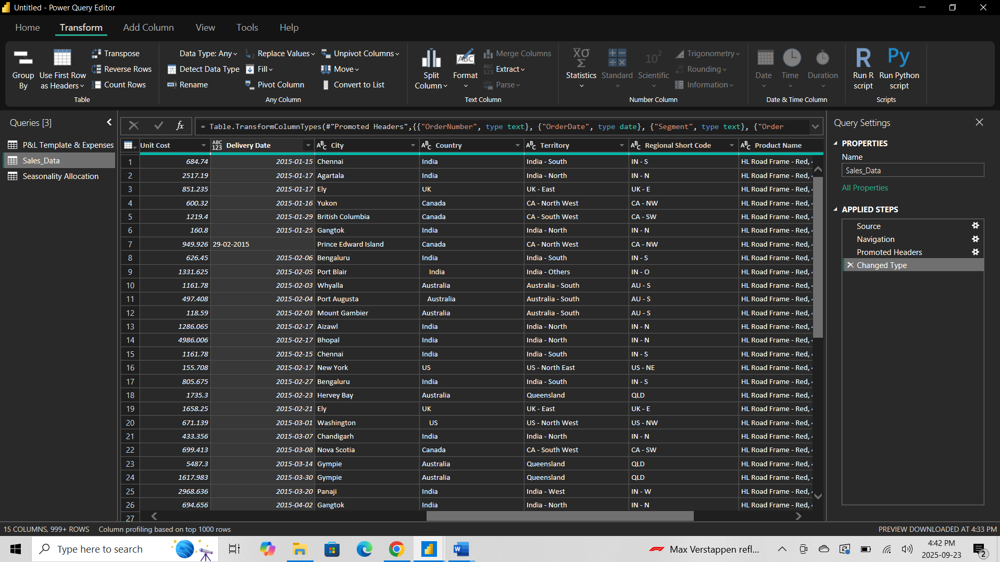 Untitled - Power Query Editor
Home Transform Add Column View Tools Help
Group By
Use First Row as Headers
Transpose
Reverse Rows
Count Rows
Table
Data Type: Any
Detect Data Type
Rename
Replace Values
Fill
Pivot Column
Unpivot Columns
Move
Convert to List
Any Column
Split Column
Format
ABC
Merge Columns
ABC 123 Extract
abc Parse
Text Column
XΣσ Statistics
Standard
10² Scientific
Trigonometry
Rounding
Information
Number Column
Date
Time
Duration
Date & Time Column
R Run R script
Py Run Python script
Scripts
Queries [3]
P&L Template & Expenses
Sales_Data
Seasonality Allocation
fx = Table.TransformColumnTypes(#"Promoted Headers",{{"OrderNumber", type text}, {"OrderDate", type date}, {"Segment", type text}, {"Order
Unit Cost ABC 123 Delivery Date ABC City ABC Country ABC Territory ABC Regional Short Code ABC Product Name
1 684.74 2015-01-15 Chennai India India - South IN - S HL Road Frame - Red,
2 2517.19 2015-01-17 Agartala India India - North IN - N HL Road Frame - Red,
3 851.235 2015-01-17 Ely UK UK - East UK - E HL Road Frame - Red,
4 600.32 2015-01-16 Yukon Canada CA - North West CA - NW HL Road Frame - Red,
5 1219.4 2015-01-29 British Columbia Canada CA - South West CA - SW HL Road Frame - Red,
6 160.8 2015-01-25 Gangtok India India - North IN - N HL Road Frame - Red,
7 949.926 29-02-2015 Prince Edward Island Canada CA - North West CA - NW HL Road Frame - Red,
8 626.45 2015-02-06 Bengaluru India India - South IN - S HL Road Frame - Red,
9 1331.625 2015-02-05 Port Blair India India - Others IN - O HL Road Frame - Red,
10 1161.78 2015-02-03 Whyalla Australia Australia - South AU - S HL Road Frame - Red,
11 497.408 2015-02-04 Port Augusta Australia Australia - South AU - S HL Road Frame - Red,
12 118.59 2015-02-03 Mount Gambier Australia Australia - South AU - S HL Road Frame - Red,
13 1286.065 2015-02-17 Aizawl India India - North IN - N HL Road Frame - Red,
14 4986.006 2015-02-17 Bhopal India India - North IN - N HL Road Frame - Red,
15 1161.78 2015-02-15 Chennai India India - South IN - S HL Road Frame - Red,
16 155.708 2015-02-17 New York US US - North East US - NE HL Road Frame - Red,
17 805.675 2015-02-27 Bengaluru India India - South IN - S HL Road Frame - Red,
18 1735.3 2015-02-23 Hervey Bay Australia Queensland QLD HL Road Frame - Red,
19 1658.25 2015-02-21 Ely UK UK - East UK - E HL Road Frame - Red,
20 671.139 2015-03-01 Washington US US - North West US - NW HL Road Frame - Red,
21 433.356 2015-03-07 Chandigarh India India - North IN - N HL Road Frame - Red,
22 699.413 2015-03-08 Nova Scotia Canada CA - South West CA - SW HL Road Frame - Red,
23 5487.3 2015-03-14 Gympie Australia Queensland QLD HL Road Frame - Red,
24 1617.983 2015-03-30 Gympie Australia Queensland QLD HL Road Frame - Red,
25 2968.636 2015-03-20 Panaji India India - West IN - W HL Road Frame - Red,
26 694.656 2015-04-02 Gangtok India India - North IN - N HL Road Frame - Red,
27
Query Settings
PROPERTIES
Name
Sales_Data
All Properties
APPLIED STEPS
Source
Navigation
Promoted Headers
Changed Type
15 COLUMNS, 999+ ROWS Column profiling based on top 1000 rows PREVIEW DOWNLOADED AT 4:33 PM
Type here to search
W
Max Verstappen refl...
4:42 PM
2025-09-23
2